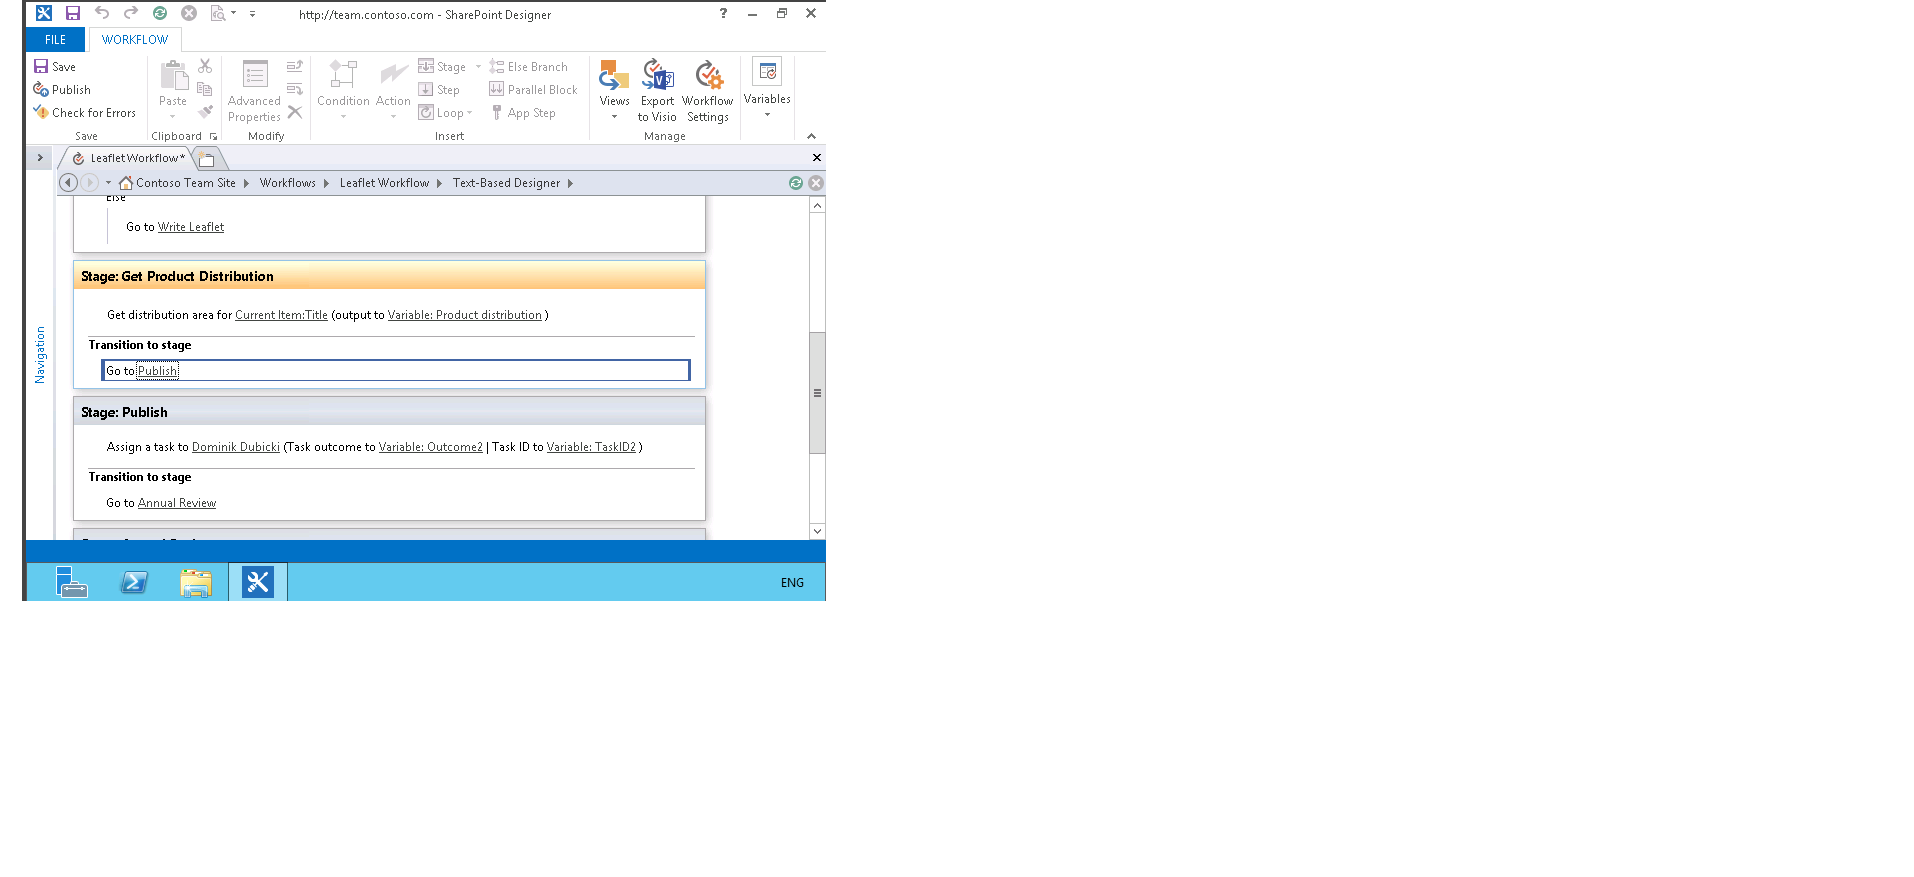 http://team.contoso.com - SharePoint Designer ?
FILE WORKFLOW
Save
Publish
Check for Errors
Save
Paste
Clipboard
Advanced Properties
Modify
Condition
Action
Stage
Step
Loop
Else Branch
Parallel Block
App Step
Insert
Views
Export to Visio
Workflow Settings
Manage
Variables
Leaflet Workflow*
Contoso Team Site Workflows Leaflet Workflow Text-Based Designer
Navigation
Else
Go to Write Leaflet
Stage: Get Product Distribution
Get distribution area for Current Item:Title (output to Variable: Product distribution )
Transition to stage
Go to Publish
Stage: Publish
Assign a task to Dominik Dubicki (Task outcome to Variable: Outcome2 | Task ID to Variable: TaskID2 )
Transition to stage
Go to Annual Review
ENG